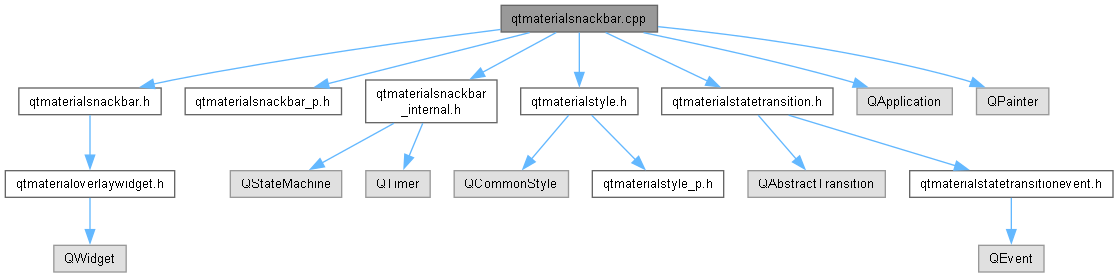 qtmaterialsnackbar.cpp
qtmaterialsnackbar.h
qtmaterialsnackbar_p.h
qtmaterialsnackbar
_internal.h
qtmaterialstyle.h
qtmaterialstatetransition.h
QApplication
QPainter
qtmaterialoverlaywidget.h
QStateMachine
QTimer
QCommonStyle
qtmaterialstyle_p.h
QAbstractTransition
qtmaterialstatetransitionevent.h
QWidget
QEvent